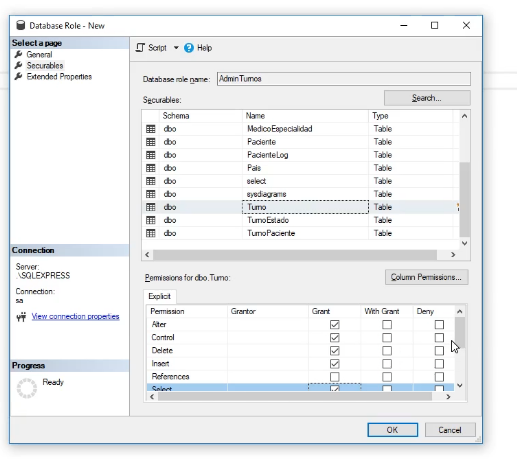 Database Role - New
Select a page
General
Securables
Extended Properties
Script
Help
Database role name: AdminTurnos
Securables:
Search...
Schema Name Type
dbo MedicoEspecialidad Table
dbo Paciente Table
dbo PacienteLog Table
dbo Pais Table
dbo select Table
dbo sysdiagrams Table
dbo Turno Table
dbo TurnoEstado Table
dbo TurnoPaciente Table
Connection
Server:
.\SQLEXPRESS
Connection:
sa
View connection properties
Progress
Ready
Permissions for dbo.Turno:
Column Permissions...
Explicit
Permission Grantor Grant With Grant Deny
Alter
Control
Delete
Insert
References
Select
OK
Cancel